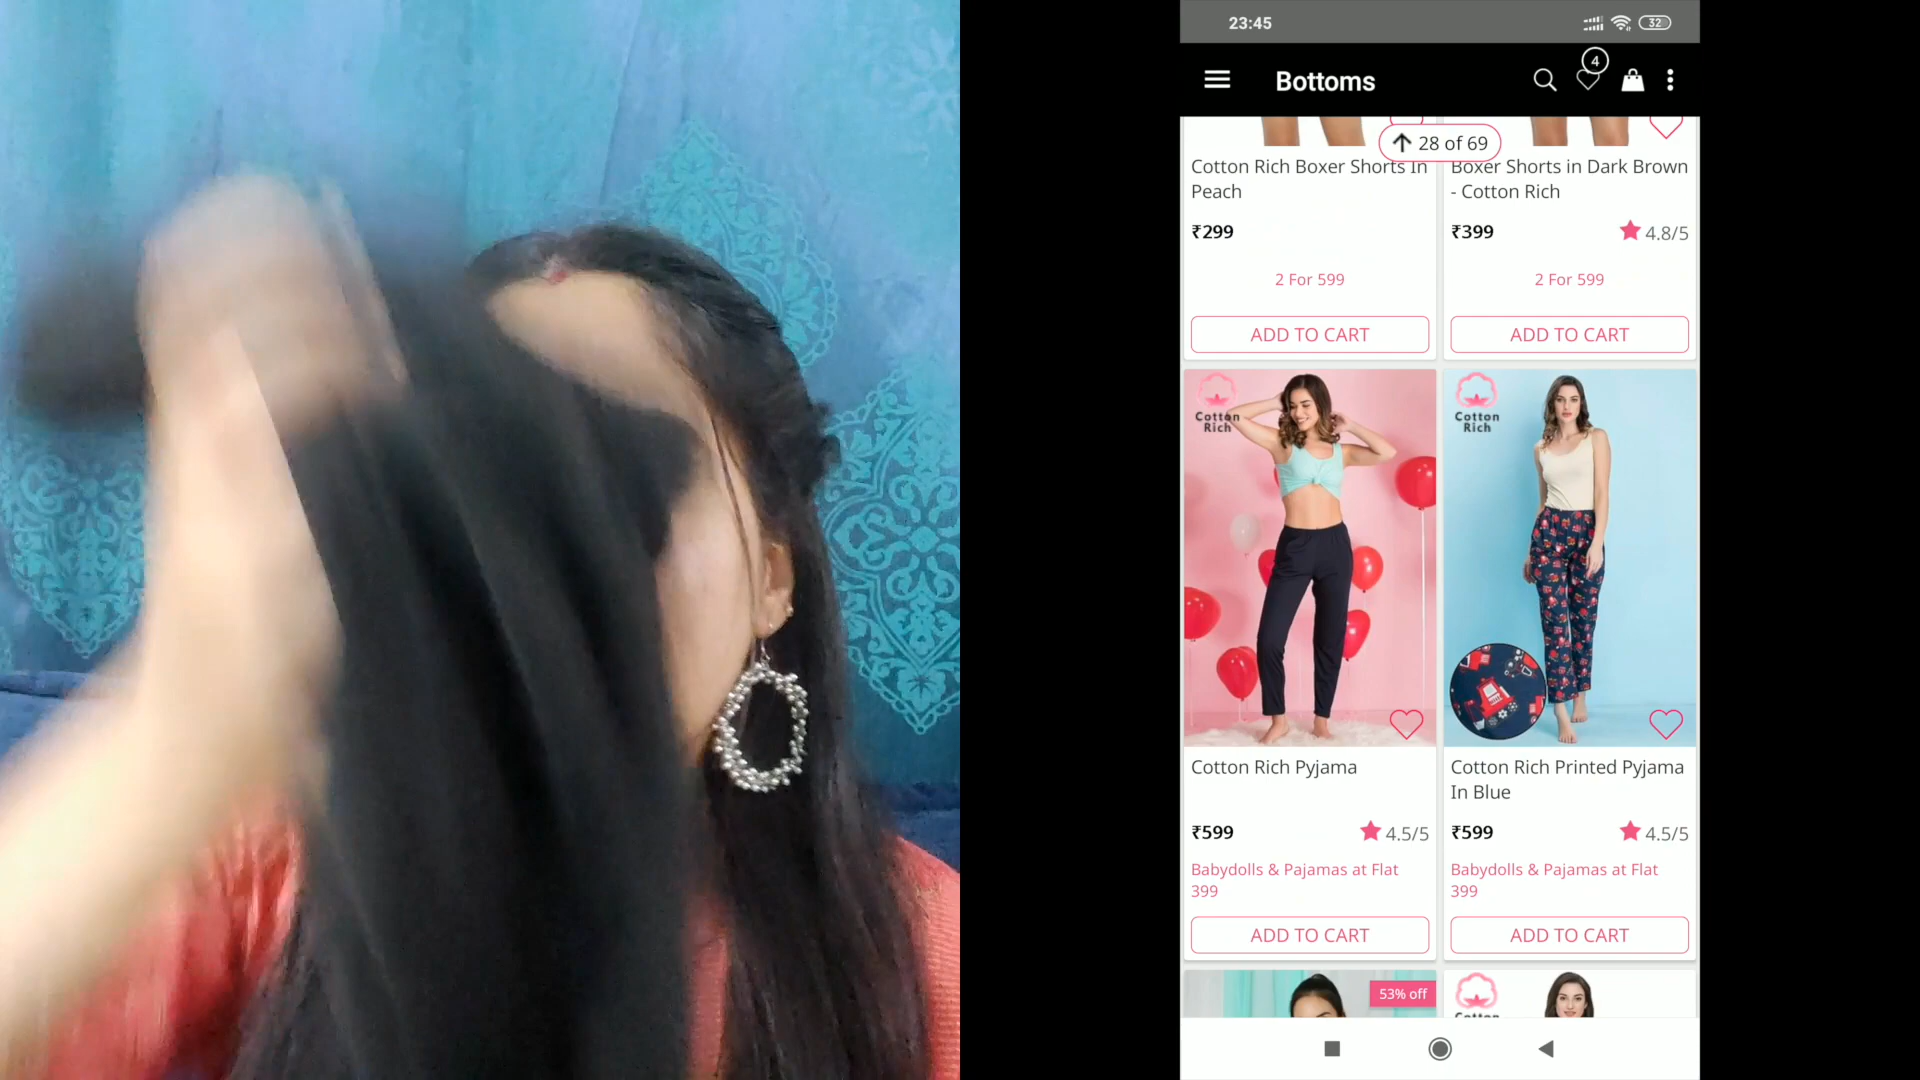 23:45
32
Bottoms
4
28 of 69
Cotton Rich Boxer Shorts In
Peach
₹299
2 For 599
ADD TO CART
Boxer Shorts in Dark Brown
- Cotton Rich
₹399
4.8/5
2 For 599
ADD TO CART
Cotton
Rich
Cotton Rich Pyjama
₹599
4.5/5
Babydolls & Pajamas at Flat
399
ADD TO CART
Cotton
Rich
Cotton Rich Printed Pyjama
In Blue
₹599
4.5/5
Babydolls & Pajamas at Flat
399
ADD TO CART
53% off
Cotton